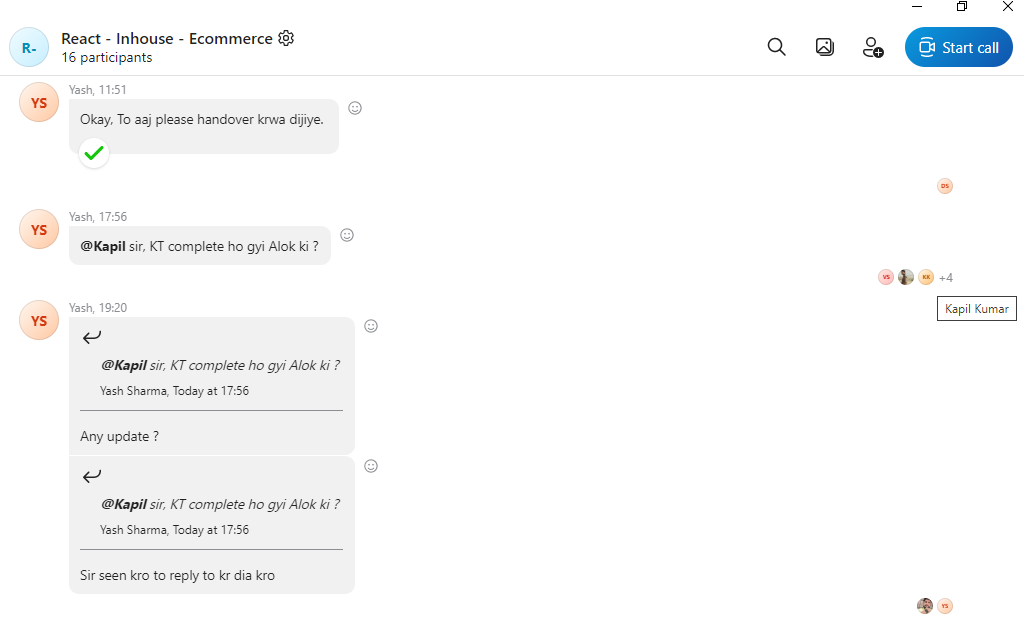 R-
React - Inhouse - Ecommerce
16 participants
Start call
Yash, 11:51
YS
Okay, To aaj please handover krwa dijiye.
DS
Yash, 17:56
YS
@Kapil sir, KT complete ho gyi Alok ki ?
VS KK +4
Kapil Kumar
Yash, 19:20
YS
@Kapil sir, KT complete ho gyi Alok ki ?
Yash Sharma, Today at 17:56
Any update ?
@Kapil sir, KT complete ho gyi Alok ki ?
Yash Sharma, Today at 17:56
Sir seen kro to reply to kr dia kro
YS